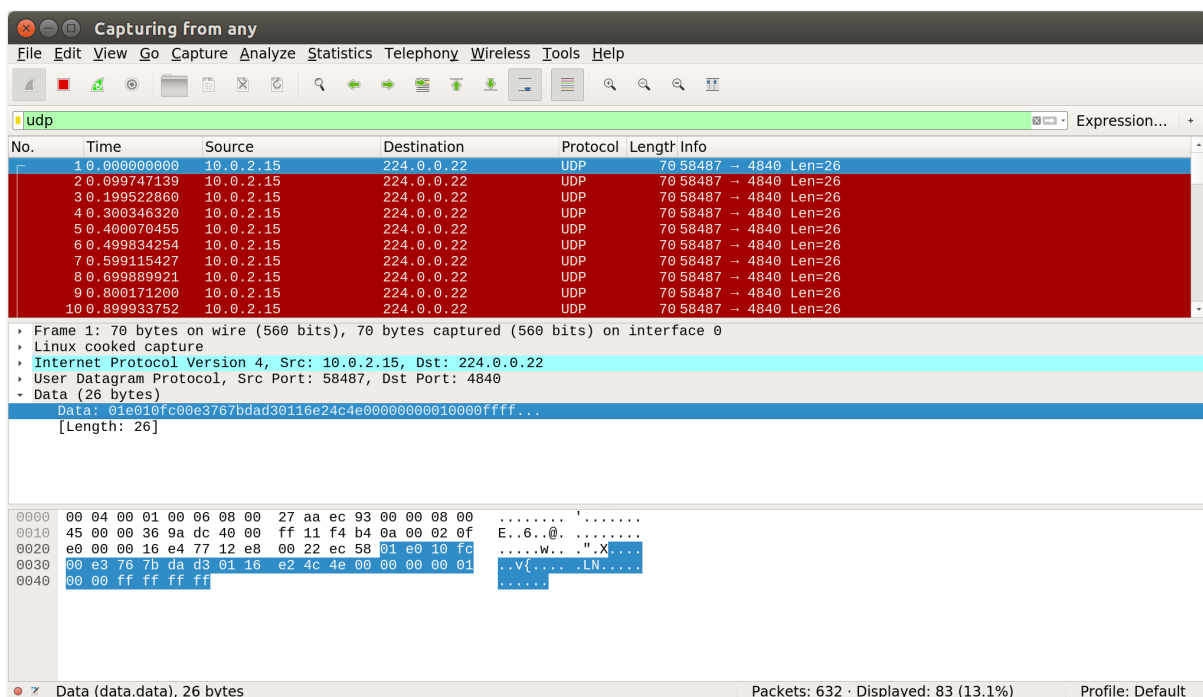 Capturing from any
File Edit View Go Capture Analyze Statistics Telephony Wireless Tools Help
udp Expression... +
No. Time Source Destination Protocol Length Info
1 0.000000000 10.0.2.15 224.0.0.22 UDP 70 58487 → 4840 Len=26
2 0.099747139 10.0.2.15 224.0.0.22 UDP 70 58487 → 4840 Len=26
3 0.199522860 10.0.2.15 224.0.0.22 UDP 70 58487 → 4840 Len=26
4 0.300346320 10.0.2.15 224.0.0.22 UDP 70 58487 → 4840 Len=26
5 0.400070455 10.0.2.15 224.0.0.22 UDP 70 58487 → 4840 Len=26
6 0.499834254 10.0.2.15 224.0.0.22 UDP 70 58487 → 4840 Len=26
7 0.599115427 10.0.2.15 224.0.0.22 UDP 70 58487 → 4840 Len=26
8 0.699889921 10.0.2.15 224.0.0.22 UDP 70 58487 → 4840 Len=26
9 0.800171200 10.0.2.15 224.0.0.22 UDP 70 58487 → 4840 Len=26
10 0.899933752 10.0.2.15 224.0.0.22 UDP 70 58487 → 4840 Len=26
Frame 1: 70 bytes on wire (560 bits), 70 bytes captured (560 bits) on interface 0
Linux cooked capture
Internet Protocol Version 4, Src: 10.0.2.15, Dst: 224.0.0.22
User Datagram Protocol, Src Port: 58487, Dst Port: 4840
Data (26 bytes)
Data: 01e010fc00e3767bdad30116e24c4e00000000010000ffff...
[Length: 26]
0000 00 04 00 01 00 06 08 00 27 aa ec 93 00 00 08 00 ........ '.......
0010 45 00 00 36 9a dc 40 00 ff 11 f4 b4 0a 00 02 0f E..6..@. ........
0020 e0 00 00 16 e4 77 12 e8 00 22 ec 58 01 e0 10 fc .....w.. .".X....
0030 00 e3 76 7b da d3 01 16 e2 4c 4e 00 00 00 00 01 ..v{.... .LN.....
0040 00 00 ff ff ff ff ......
Data (data.data), 26 bytes Packets: 632 · Displayed: 83 (13.1%) Profile: Default